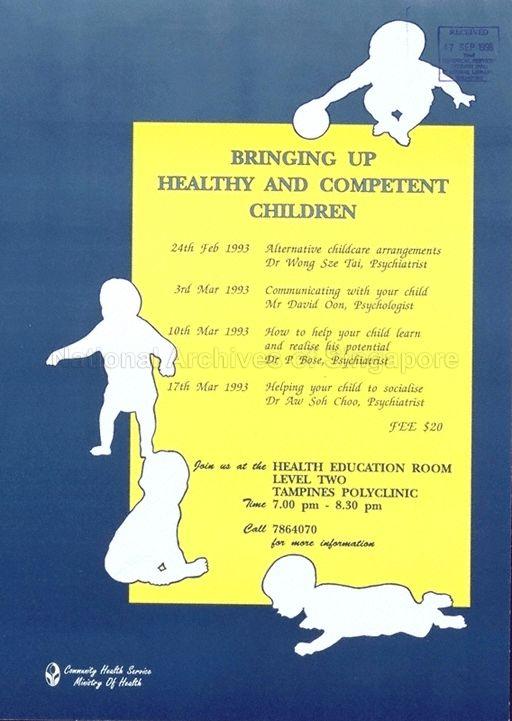 RECEIVED
17 SEP 1998
BRINGING UP
HEALTHY AND COMPETENT
CHILDREN
24th Feb 1993 Alternative childcare arrangements
Dr Wong Sze Tai, Psychiatrist
3rd Mar 1993 Communicating with your child
Mr David Oon, Psychologist
10th Mar 1993 How to help your child learn
and realise his potential
Dr P Bose, Psychiatrist
National Archives of Singapore
17th Mar 1993 Helping your child to socialise
Dr Aw Soh Choo, Psychiatrist
FEE $20
Join us at the HEALTH EDUCATION ROOM
LEVEL TWO
TAMPINES POLYCLINIC
Time 7.00 pm - 8.30 pm
Call 7864070
for more information
Community Health Service
Ministry Of Health